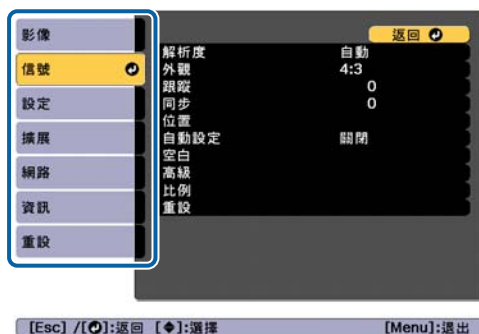 影像
信號
設定
擴展
網路
資訊
重設
返回
解析度 自動
外觀 4:3
跟蹤 0
同步 0
位置
自動設定 關閉
空白
高級
比例
重設
[Esc] /[]:返回 [◆]:選擇 [Menu]:退出